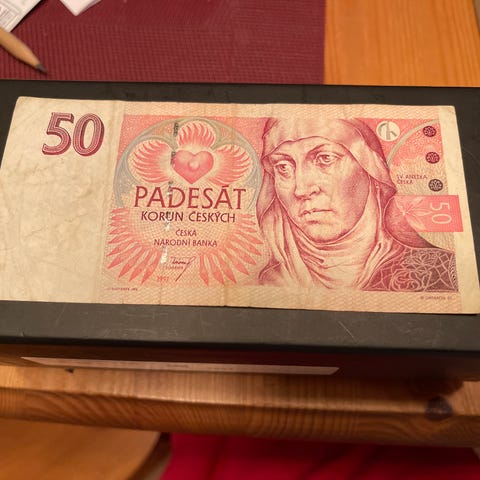 50
PADESÁT
KORUN ČESKÝCH
ČESKÁ
NÁRODNÍ BANKA
SV. ANEŽKA
ČESKÁ
50